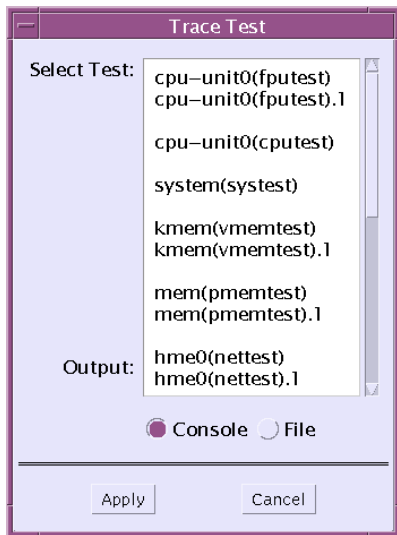 Trace Test
Select Test:
cpu-unit0(fputest)
cpu-unit0(fputest).1
cpu-unit0(cputest)
system(systest)
kmem(vmemtest)
kmem(vmemtest).1
mem(pmemtest)
mem(pmemtest).1
Output:
hme0(nettest)
hme0(nettest).1
Console
File
Apply
Cancel